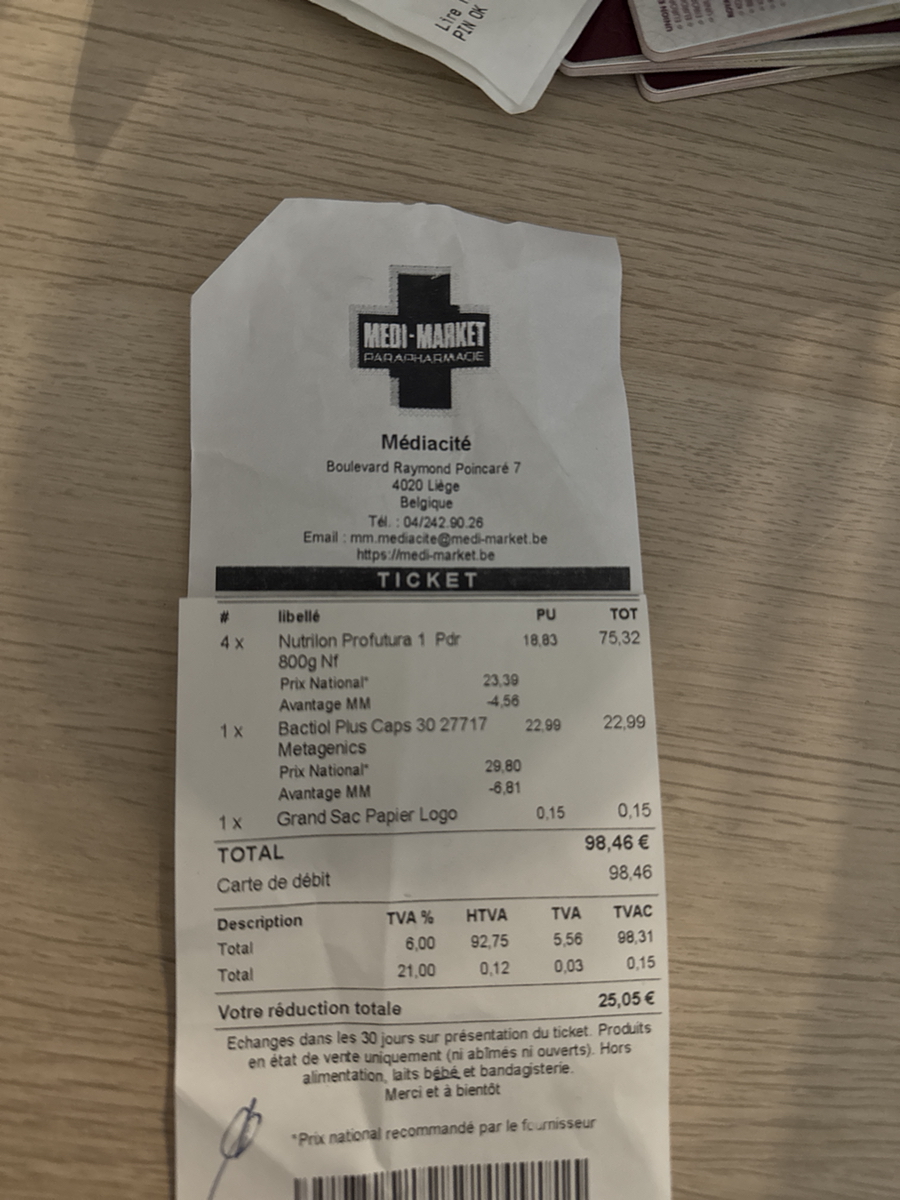 Lire
PIN OK
MEDI-MARKET
PARAPHARMACIE
Médiacité
Boulevard Raymond Poincaré 7
4020 Liège
Belgique
Tél. : 04/242.90.26
Email : mm.mediacite@medi-market.be
https://medi-market.be
TICKET
# libellé PU TOT
4 x Nutrilon Profutura 1 Pdr 18,83 75,32
800g Nf
Prix National* 23,39
Avantage MM -4,56
1 x Bactiol Plus Caps 30 27717 22,99 22,99
Metagenics
Prix National* 29,80
Avantage MM -6,81
1 x Grand Sac Papier Logo 0,15 0,15
TOTAL 98,46 €
Carte de débit 98,46
Description TVA % HTVA TVA TVAC
Total 6,00 92,75 5,56 98,31
Total 21,00 0,12 0,03 0,15
Votre réduction totale 25,05 €
Echanges dans les 30 jours sur présentation du ticket. Produits
en état de vente uniquement (ni abîmés ni ouverts). Hors
alimentation, laits bébé et bandagisterie.
Merci et à bientôt
*Prix national recommandé par le fournisseur